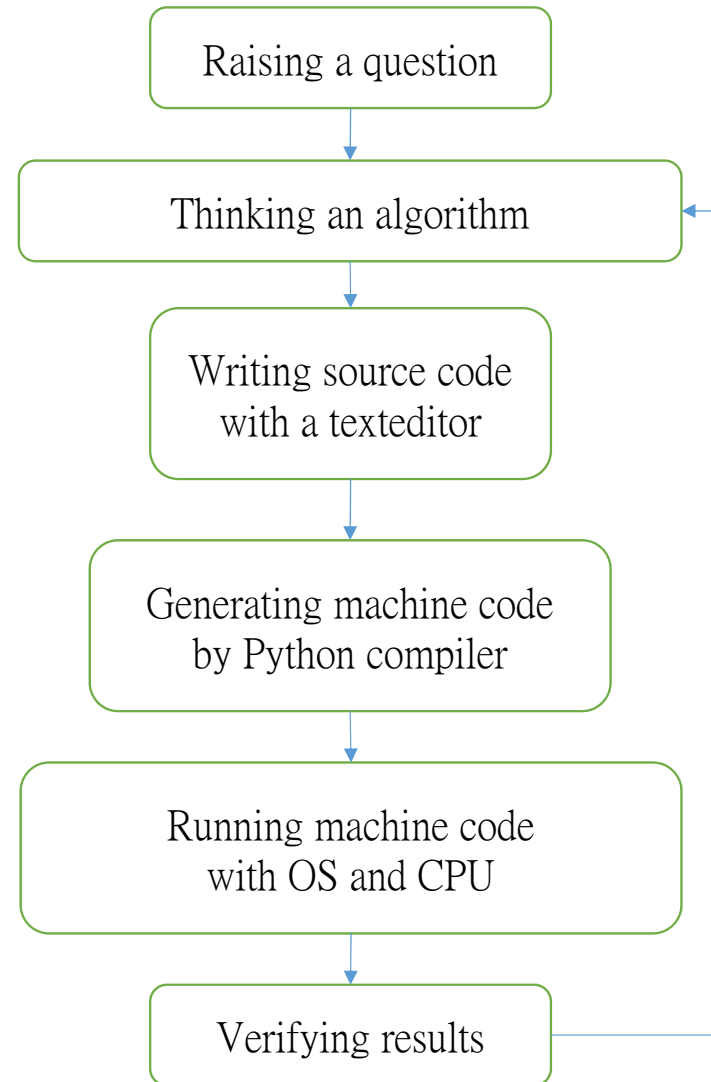 Raising a question
Thinking an algorithm
Writing source code
with a texteditor
Generating machine code
by Python compiler
Running machine code
with OS and CPU
Verifying results